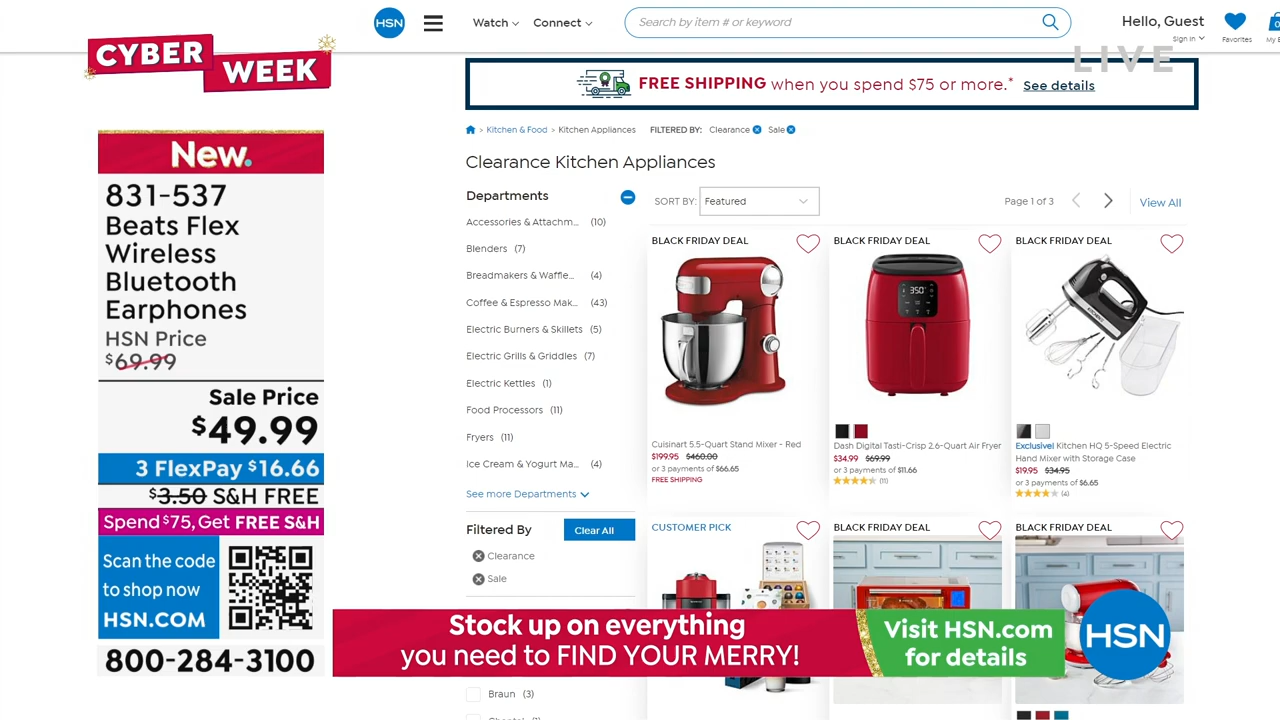 HSN
Watch
Connect
Search by item # or keyword
Hello, Guest
Sign In
Favorites
0
LIVE
CYBER
WEEK
FREE SHIPPING when you spend $75 or more.* See details
> Kitchen & Food > Kitchen Appliances FILTERED BY: Clearance Sale
Clearance Kitchen Appliances
New.
831-537
Beats Flex
Wireless
Bluetooth
Earphones
HSN Price
$69.99
Sale Price
$49.99
3 FlexPay $16.66
$3.50 S&H FREE
Spend $75, Get FREE S&H
Scan the code
to shop now
HSN.COM
800-284-3100
Departments
Accessories & Attachm... (10)
Blenders (7)
Breadmakers & Waffle... (4)
Coffee & Espresso Mak... (43)
Electric Burners & Skillets (5)
Electric Grills & Griddles (7)
Electric Kettles (1)
Food Processors (11)
Fryers (11)
Ice Cream & Yogurt Ma... (4)
See more Departments
Filtered By
Clear All
Clearance
Sale
Braun (3)
SORT BY: Featured
Page 1 of 3
View All
BLACK FRIDAY DEAL
Cuisinart 5.5-Quart Stand Mixer - Red
$199.95 $460.00
or 3 payments of $66.65
FREE SHIPPING
BLACK FRIDAY DEAL
350°
Dash Digital Tasti-Crisp 2.6-Quart Air Fryer
$34.99 $69.99
or 3 payments of $11.66
(11)
BLACK FRIDAY DEAL
Exclusive! Kitchen HQ 5-Speed Electric
Hand Mixer with Storage Case
$19.95 $34.95
or 3 payments of $6.65
(4)
CUSTOMER PICK
BLACK FRIDAY DEAL
BLACK FRIDAY DEAL
Stock up on everything
you need to FIND YOUR MERRY!
Visit HSN.com
for details
HSN